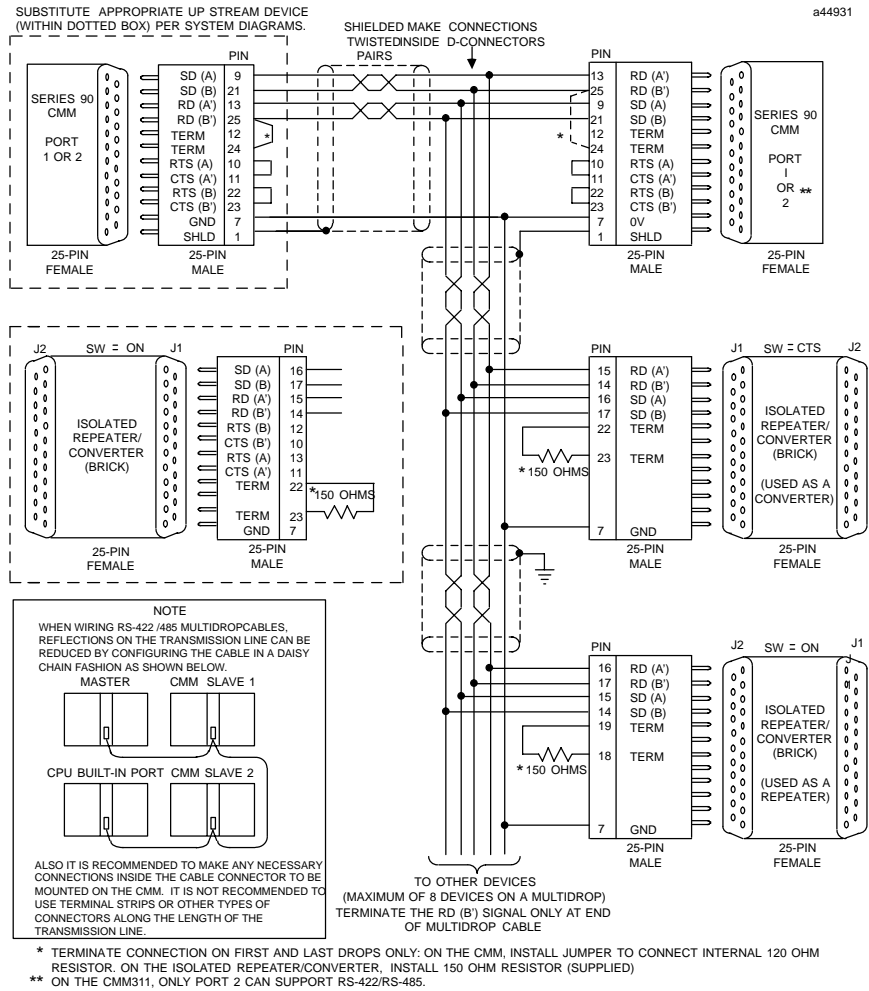 SUBSTITUTE APPROPRIATE UP STREAM DEVICE
(WITHIN DOTTED BOX) PER SYSTEM DIAGRAMS.
SHIELDED MAKE CONNECTIONS
TWISTEDINSIDE D-CONNECTORS
PAIRS
a44931
PIN
SD (A) 9
SD (B) 21
RD (A') 13
RD (B') 25
TERM 12
TERM 24
RTS (A) 10
CTS (A') 11
RTS (B) 22
CTS (B') 23
GND 7
SHLD 1
*
SERIES 90
CMM
PORT
1 OR 2
25-PIN
FEMALE
25-PIN
MALE
PIN
13 RD (A')
25 RD (B')
9 SD (A)
21 SD (B)
12 TERM
24 TERM
10 RTS (A)
11 CTS (A')
22 RTS (B)
23 CTS (B')
7 0V
1 SHLD
*
SERIES 90
CMM
PORT
I
OR **
2
25-PIN
MALE
25-PIN
FEMALE
J2 SW = ON J1
PIN
SD (A) 16
SD (B) 17
RD (A') 15
RD (B') 14
RTS (B) 12
CTS (B') 10
RTS (A) 13
CTS (A') 11
TERM 22
*150 OHMS
TERM 23
GND 7
ISOLATED
REPEATER/
CONVERTER
(BRICK)
25-PIN
FEMALE
25-PIN
MALE
PIN
15 RD (A')
14 RD (B')
16 SD (A)
17 SD (B)
22 TERM
23 TERM
* 150 OHMS
7 GND
25-PIN
MALE
J1 SW = CTS J2
ISOLATED
REPEATER/
CONVERTER
(BRICK)
(USED AS A
CONVERTER)
25-PIN
FEMALE
NOTE
WHEN WIRING RS-422 /485 MULTIDROPCABLES,
REFLECTIONS ON THE TRANSMISSION LINE CAN BE
REDUCED BY CONFIGURING THE CABLE IN A DAISY
CHAIN FASHION AS SHOWN BELOW.
MASTER CMM SLAVE 1
CPU BUILT-IN PORT CMM SLAVE 2
ALSO IT IS RECOMMENDED TO MAKE ANY NECESSARY
CONNECTIONS INSIDE THE CABLE CONNECTOR TO BE
MOUNTED ON THE CMM. IT IS NOT RECOMMENDED TO
USE TERMINAL STRIPS OR OTHER TYPES OF
CONNECTORS ALONG THE LENGTH OF THE
TRANSMISSION LINE.
PIN
16 RD (A')
17 RD (B')
15 SD (A)
14 SD (B)
19 TERM
18 TERM
* 150 OHMS
7 GND
25-PIN
MALE
J2 SW = ON J1
J1
ISOLATED
REPEATER/
CONVERTER
(BRICK)
(USED AS A
REPEATER)
25-PIN
FEMALE
TO OTHER DEVICES
(MAXIMUM OF 8 DEVICES ON A MULTIDROP)
TERMINATE THE RD (B') SIGNAL ONLY AT END
OF MULTIDROP CABLE
* TERMINATE CONNECTION ON FIRST AND LAST DROPS ONLY: ON THE CMM, INSTALL JUMPER TO CONNECT INTERNAL 120 OHM
RESISTOR. ON THE ISOLATED REPEATER/CONVERTER, INSTALL 150 OHM RESISTOR (SUPPLIED)
** ON THE CMM311, ONLY PORT 2 CAN SUPPORT RS-422/RS-485.